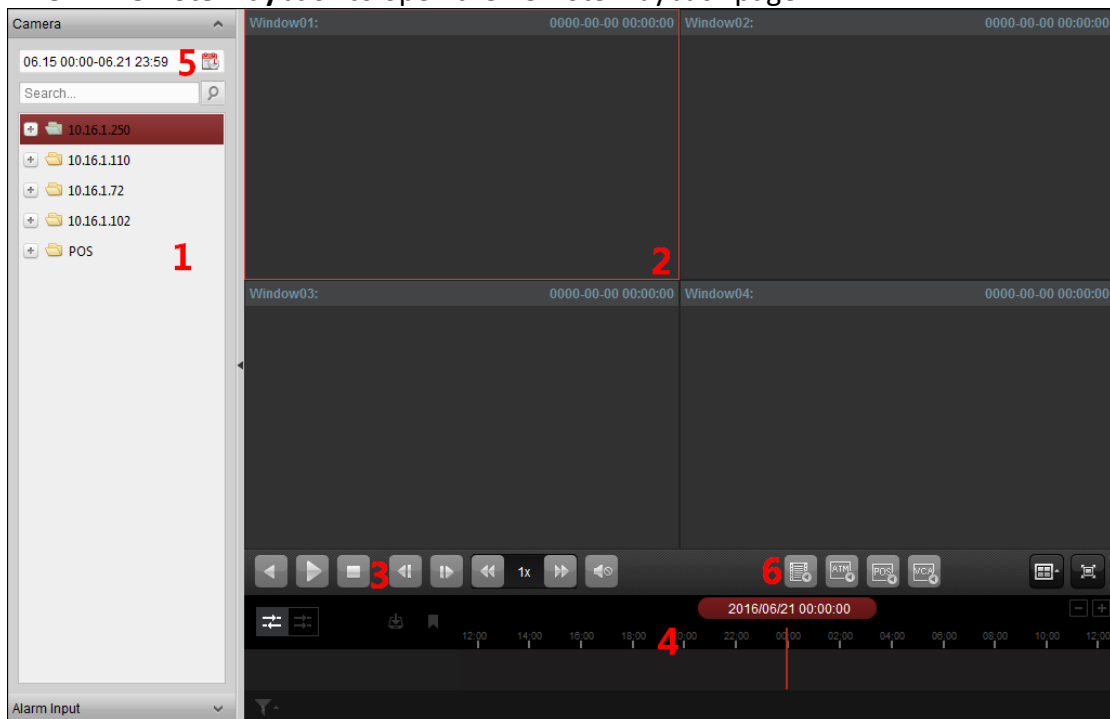 Camera
06.15 00:00-06.21 23:59
5
Search...
10.16.1.250
10.16.1.110
10.16.1.72
10.16.1.102
POS
1
Alarm Input
Window01: 0000-00-00 00:00:00
Window02: 0000-00-00 00:00:00
2
Window03: 0000-00-00 00:00:00
Window04: 0000-00-00 00:00:00
3
1x
6
ATM
POS
VCA
2016/06/21 00:00:00
12:00 14:00 16:00 18:00 20:00 22:00 00:00 02:00 04:00 06:00 08:00 10:00 12:00
4